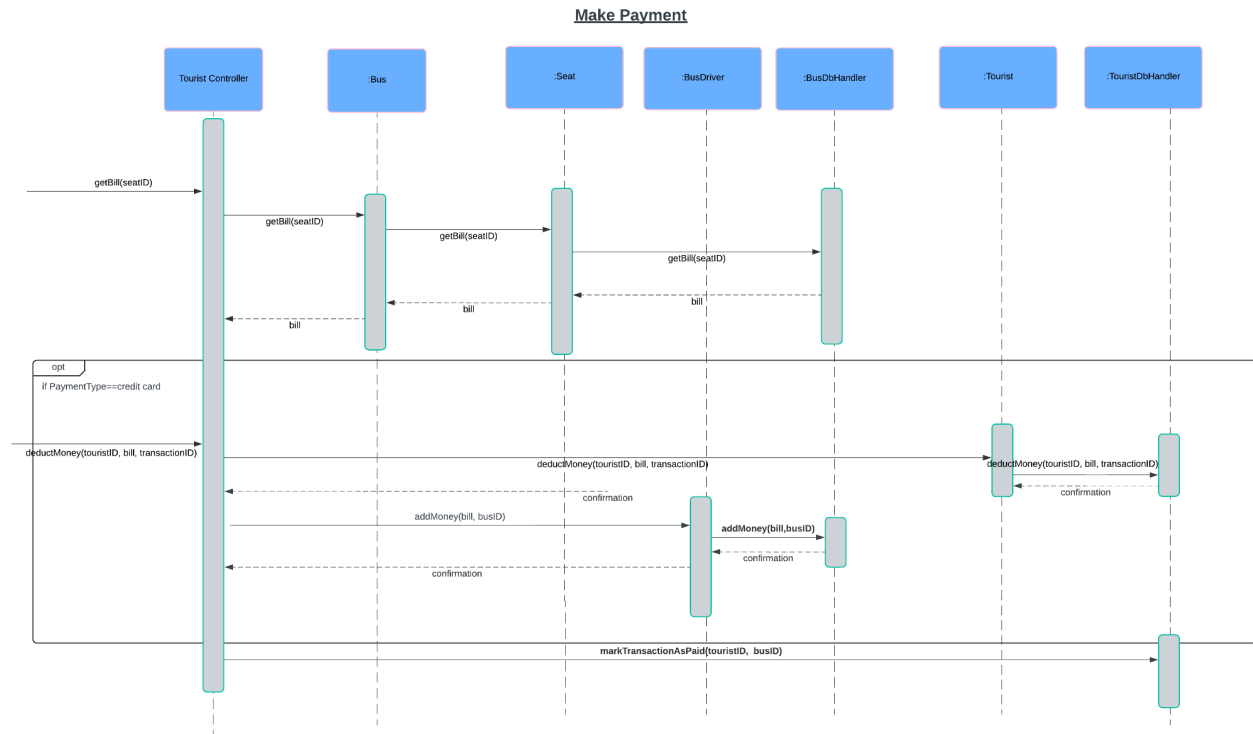 Make Payment
Tourist Controller
:Bus
:Seat
:BusDriver
:BusDbHandler
:Tourist
:TouristDbHandler
getBill(seatID)
getBill(seatID)
getBill(seatID)
getBill(seatID)
bill
bill
bill
opt
if PaymentType==credit card
deductMoney(touristID, bill, transactionID)
deductMoney(touristID, bill, transactionID)
deductMoney(touristID, bill, transactionID)
confirmation
confirmation
addMoney(bill, busID)
addMoney(bill,busID)
confirmation
confirmation
markTransactionAsPaid(touristID, busID)